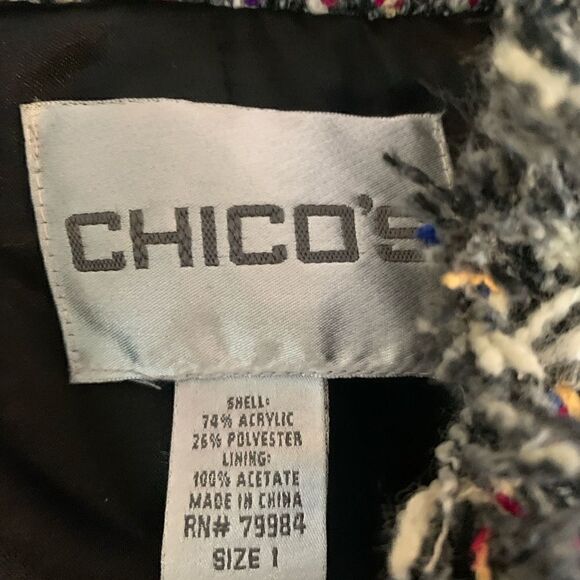 CHICO'S
SHELL:
74% ACRYLIC
26% POLYESTER
LINING:
100% ACETATE
MADE IN CHINA
RN# 79984
SIZE 1